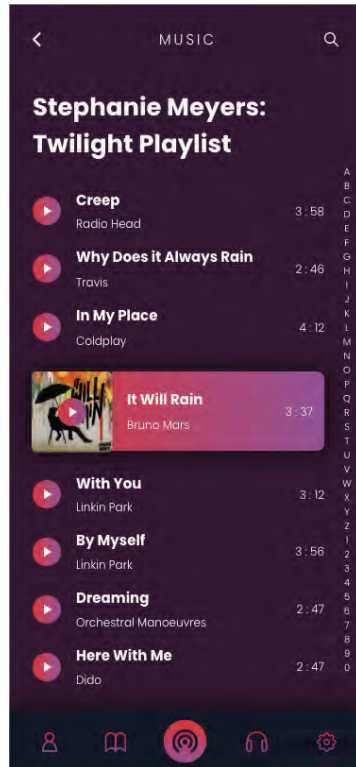 MUSIC
Stephanie Meyers:
Twilight Playlist
Creep
Radio Head
3:58
Why Does it Always Rain
Travis
2:46
In My Place
Coldplay
4:12
WILL
RAIN
It Will Rain
Bruno Mars
3:37
With You
Linkin Park
3:12
By Myself
Linkin Park
3:56
Dreaming
Orchestral Manoeuvres
2:47
Here With Me
Dido
2:47
A
B
C
D
E
F
G
H
I
J
K
L
M
N
O
P
Q
R
S
T
U
V
W
X
Y
Z
1
2
3
4
5
6
7
8
9
0